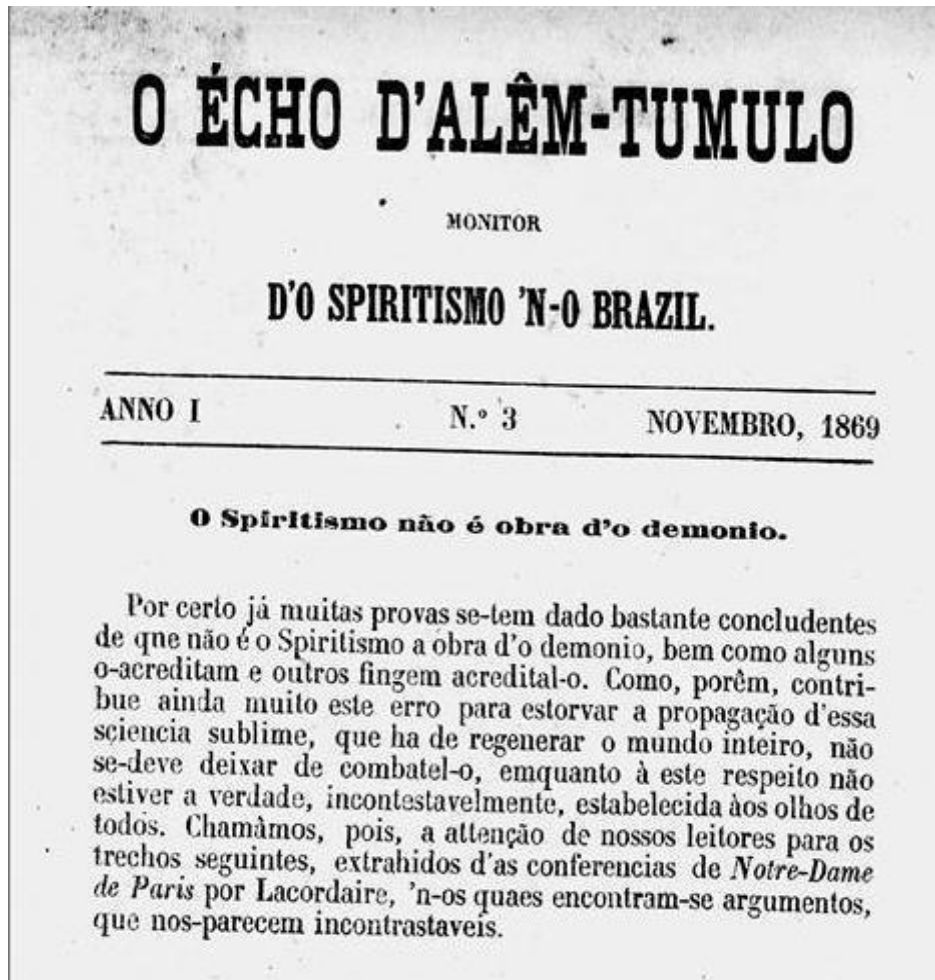 O ÉCHO D'ALÊM-TUMULO
MONITOR
D'O SPIRITISMO 'N-O BRAZIL.
ANNO I N.º 3 NOVEMBRO, 1869
O Spiritismo não é obra d'o demonio.
Por certo já muitas provas se-tem dado bastante concludentes
de qne não é o Spiritismo a obra d'o demonio, bem como alguns
o-acreditam e outros fingem acredital-o. Como, porêm, contri-
bue ainda muito este erro para estorvar a propagação d'essa
sciencia sublime, que ha de regenerar o mundo inteiro, não
se-deve deixar de combatel-o, emquanto à este respeito não
estiver a verdade, incontestavelmente, estabelecida àos olhos de
todos. Chamàmos, pois, a attenção de nossos leitores para os
trechos seguintes, extrahidos d'as conferencias de Notre-Dame
de Paris por Lacordaire, 'n-os quaes encontram-se argumentos,
que nos-parecem incontrastaveis.